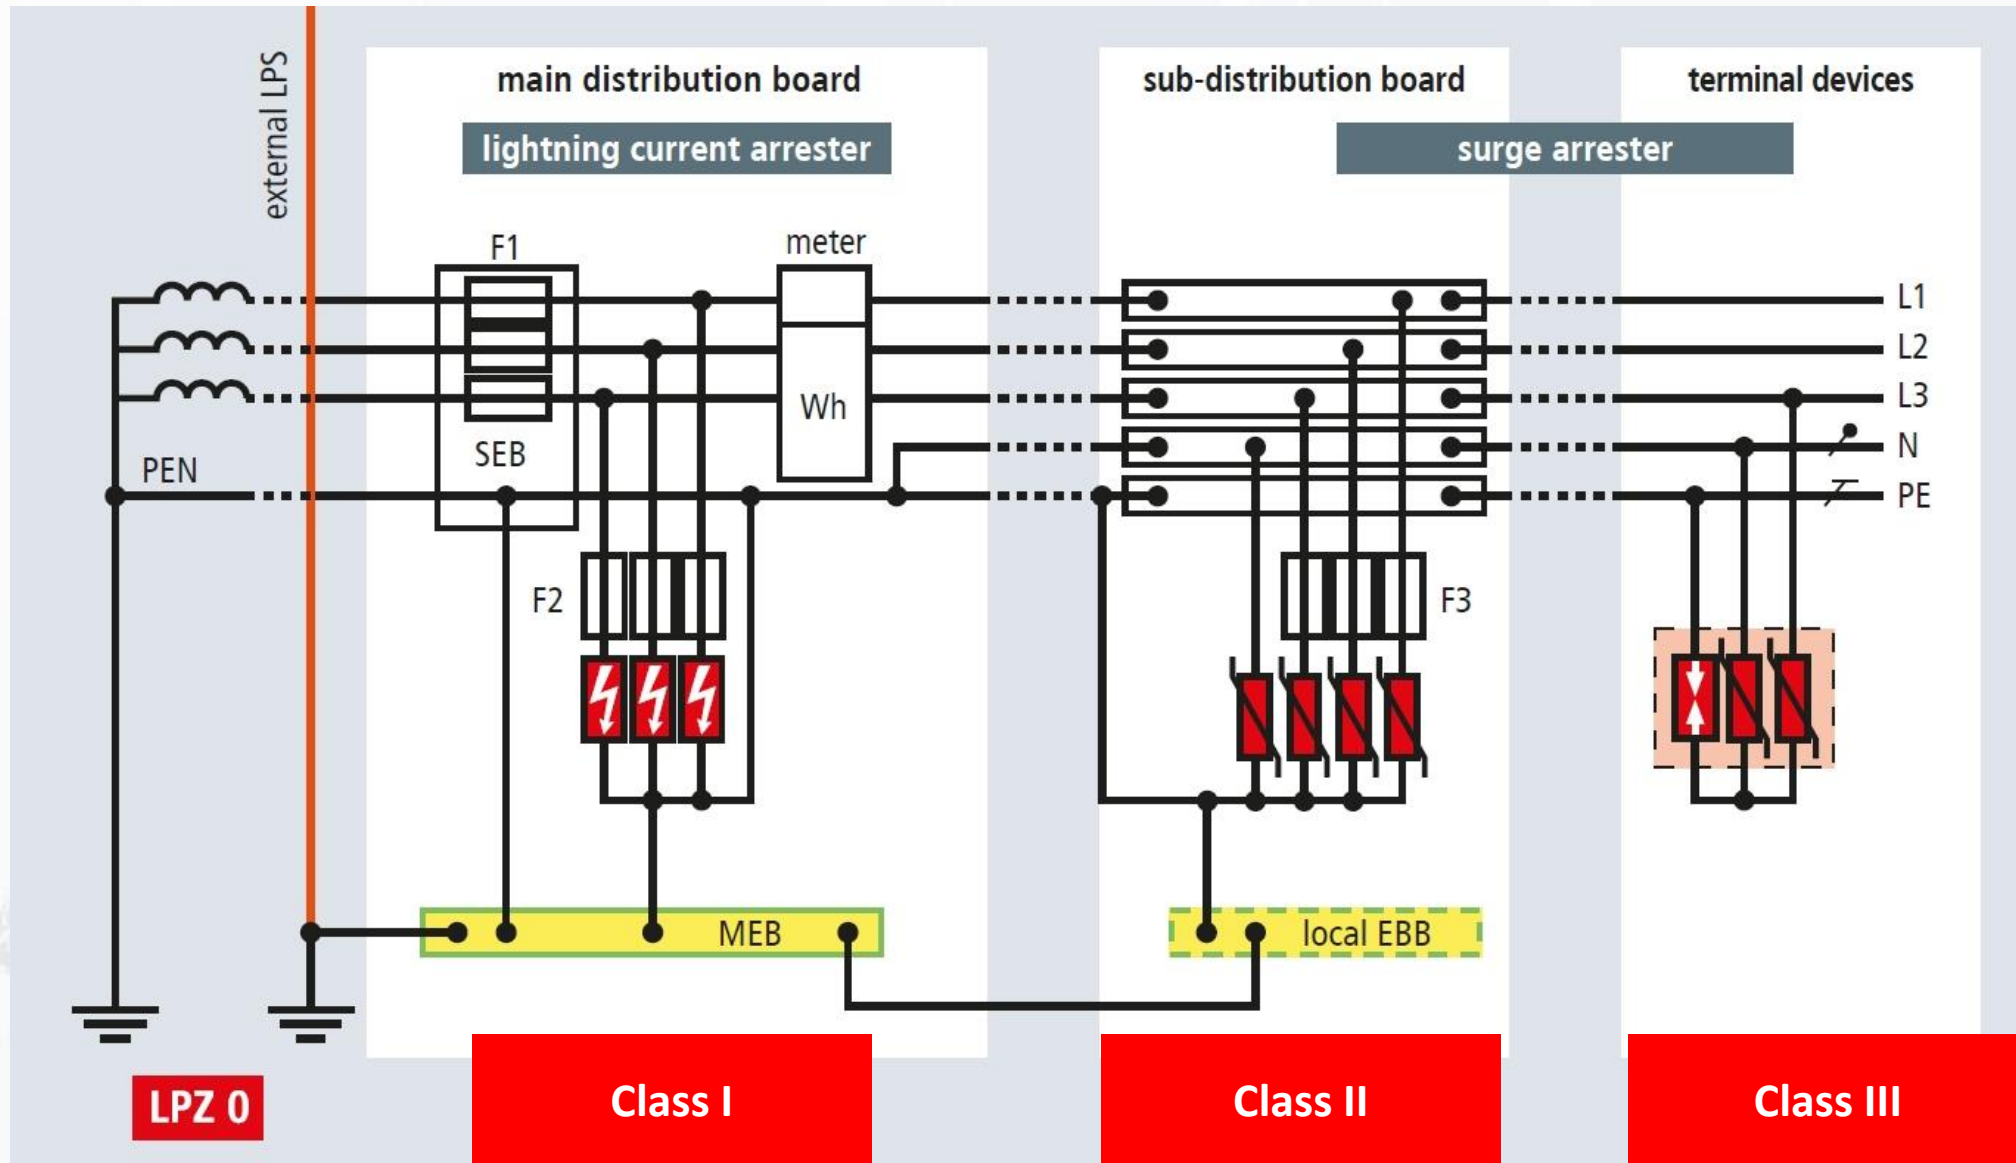 external LPS
main distribution board
lightning current arrester
sub-distribution board
terminal devices
surge arrester
F1
meter
L1
L2
L3
Wh
SEB
N
PEN
PE
F2
F3
MEB
local EBB
LPZ 0
Class I
Class II
Class III